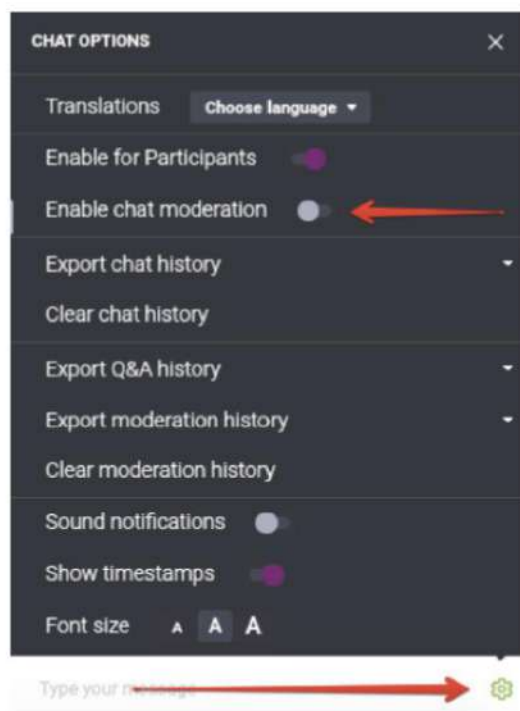 CHAT OPTIONS
Translations Choose language
Enable for Participants
Enable chat moderation
Export chat history
Clear chat history
Export Q&A history
Export moderation history
Clear moderation history
Sound notifications
Show timestamps
Font size A A A
Type your message